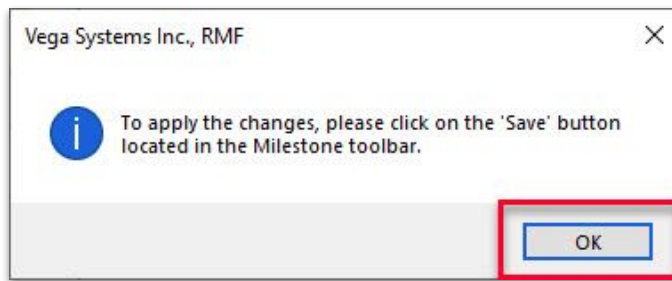 Vega Systems Inc., RMF
To apply the changes, please click on the 'Save' button
located in the Milestone toolbar.
OK